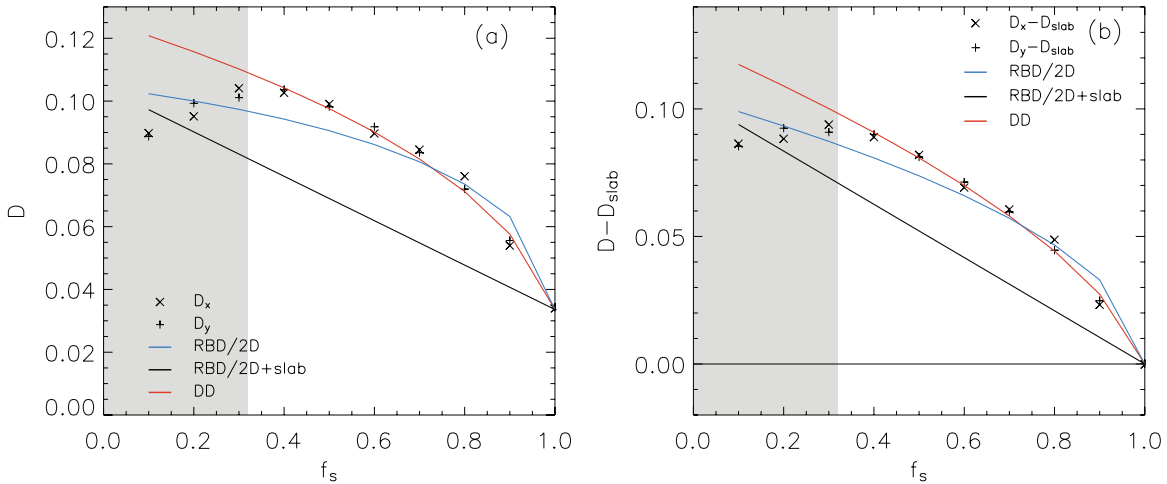 (a)
D
0.12
0.10
0.08
0.06
0.04
0.02
0.00
Dx
Dy
RBD/2D
RBD/2D+slab
DD
0.0 0.2 0.4 0.6 0.8 1.0
fs
(b)
D−Dslab
0.10
0.05
0.00
Dx−Dslab
Dy−Dslab
RBD/2D
RBD/2D+slab
DD
0.0 0.2 0.4 0.6 0.8 1.0
fs